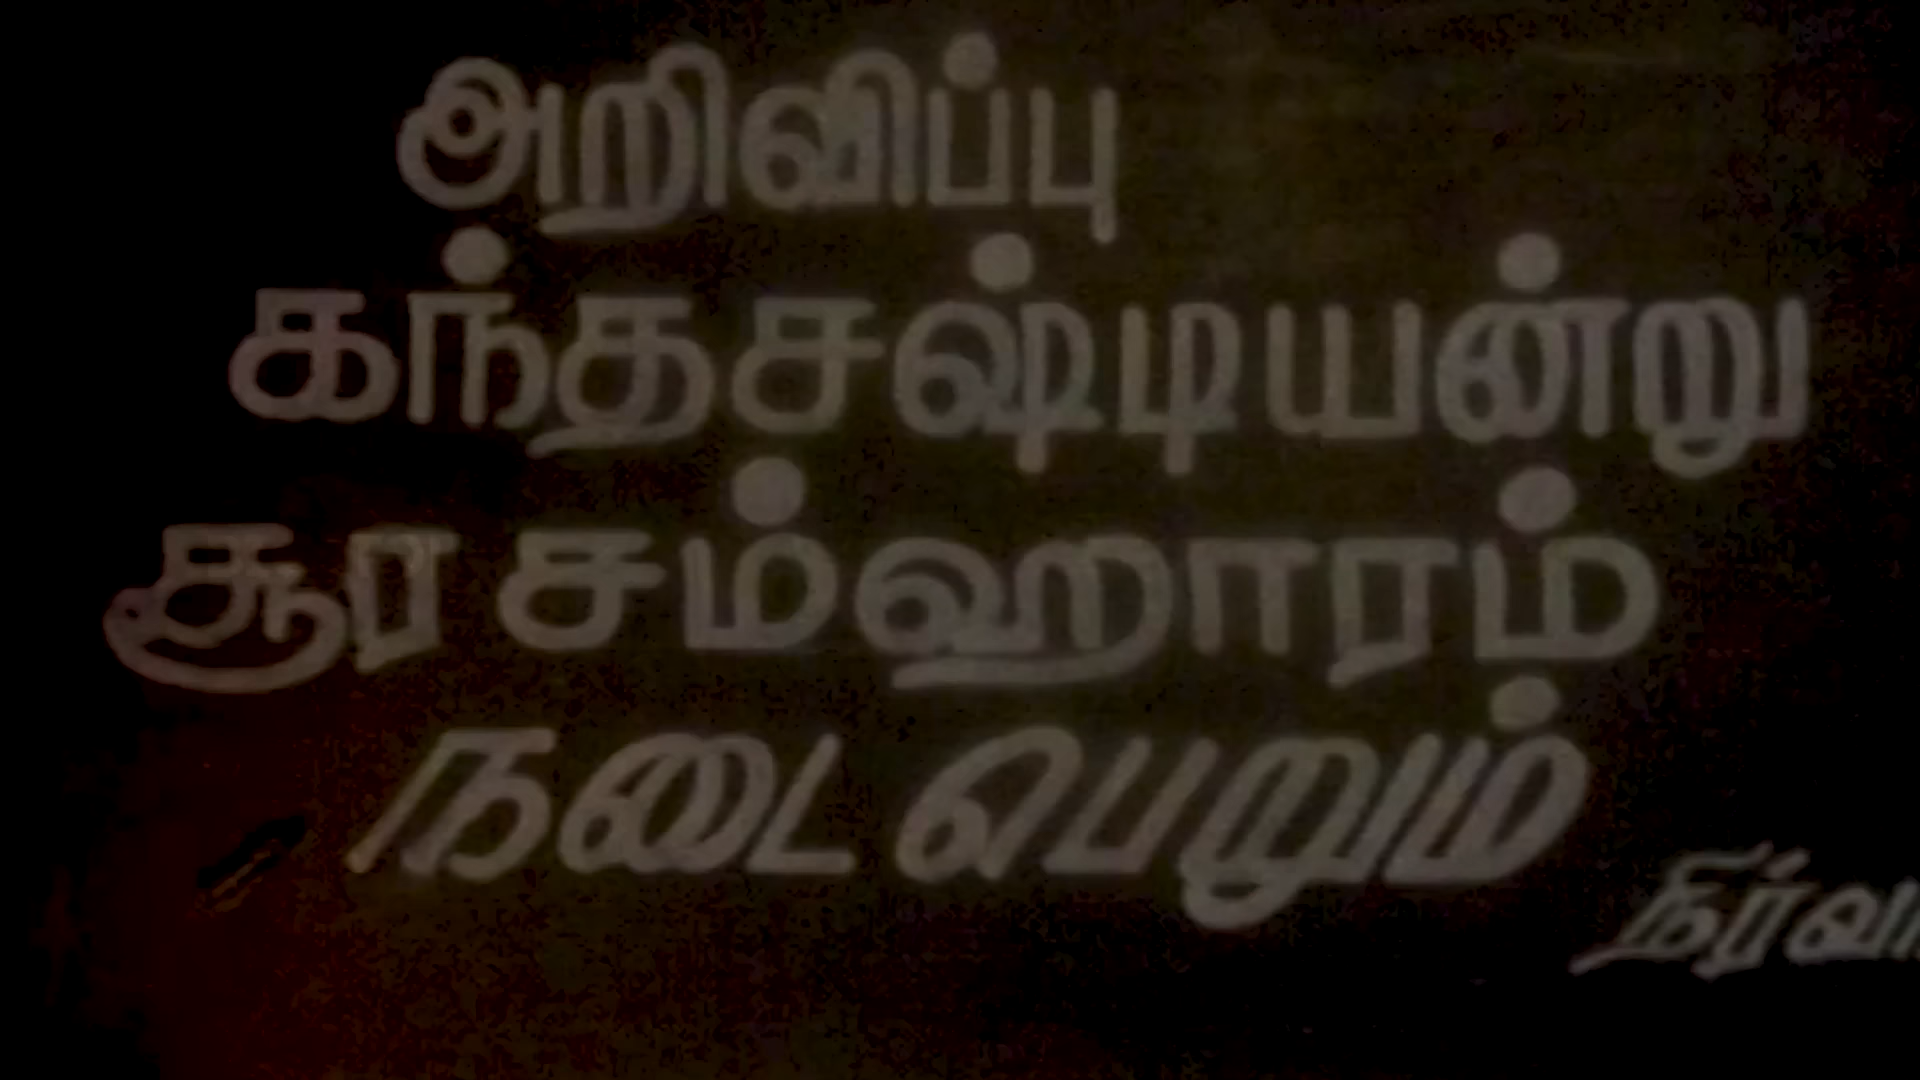 அறிவிப்பு
கந்தசஷ்டியன்று
சூர சம்ஹாரம்
நடை பெறும்